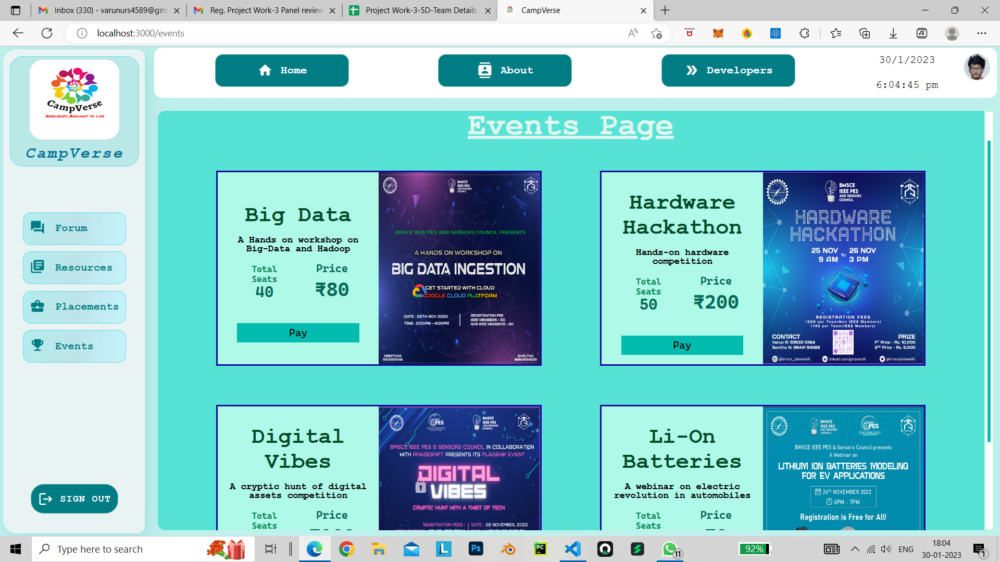 Inbox (330) - varunurs4589@gm
Reg. Project Work-3 Panel review
Project Work-3-5D-Team Details
CampVerse
localhost:3000/events
CampVerse
Resources ,Brought to life
CampVerse
Home
About
Developers
30/1/2023
6:04:45 pm
Forum
Resources
Placements
Events
SIGN OUT
Events Page
Big Data
A Hands on workshop on
Big-Data and Hadoop
Total
Seats
40
Price
₹80
Pay
BMSCE
IEEE PES
AND SENSORS
COUNCIL
BMSCE IEEE PES AND SENSORS COUNCIL PRESENTS
A HANDS ON WORKSHOP ON
BIG DATA INGESTION
GET STARTED WITH CLOUD
GOOGLE CLOUD PLATFORM
DATE : 26TH NOV 2022
TIME : 2:00PM - 4:00PM
REGISTRATION FEE
IEEE MEMBERS - 50
NON IEEE MEMBERS - 80
KEERTHAN
9513331948
SHRUTHA
8884694529
Hardware
Hackathon
Hands-on hardware
competition
Total
Seats
50
Price
₹200
Pay
BMSCE
IEEE PES
AND SENSORS
COUNCIL
HARDWARE
HACKATHON
25 NOV To 26 NOV
9 AM 3 PM
REGISTRATION FEES
₹200 per Team(Non IEEE Members)
₹140 per Team(IEEE Members)
CONTACT
Varun R: 93533 11364
Sevitha N: 98441 94269
PRIZE
1ST Prize - Rs. 10,000
2ND Prize - Rs. 5,000
@bmsce_phaseshift
linkedin.com/phaseshift
@bmscephaseshift
Digital
Vibes
A cryptic hunt of digital
assets competition
Total
Seats
Price
PES
BMSCE
IEEE PES
AND SENSORS
COUNCIL
BMSCE IEEE PES & SENSORS COUNCIL IN COLLABORATION
WITH PHASESHIFT PRESENTS ITS FLAGSHIP EVENT
DIGITAL
VIBES
CRYPTIC HUNT WITH A TWIST OF TECH
REGISTRATION FEES :
DATE : 26 NOVEMBER, 2022
Li-On
Batteries
A webinar on electric
revolution in automobiles
Total
Seats
Price
BMSCE
IEEE PES
AND SENSORS
COUNCIL
PES
BMSCE IEEE PES & Sensors Council presents
A Webinar on
LITHIUM ION BATTERIES MODELING
FOR EV APPLICATIONS
24TH NOVEMBER 2022
6PM - 7PM
Registration is Free for All!
Type here to search
L
Ps
PC
11
92%
ENG
18:04
30-01-2023
1